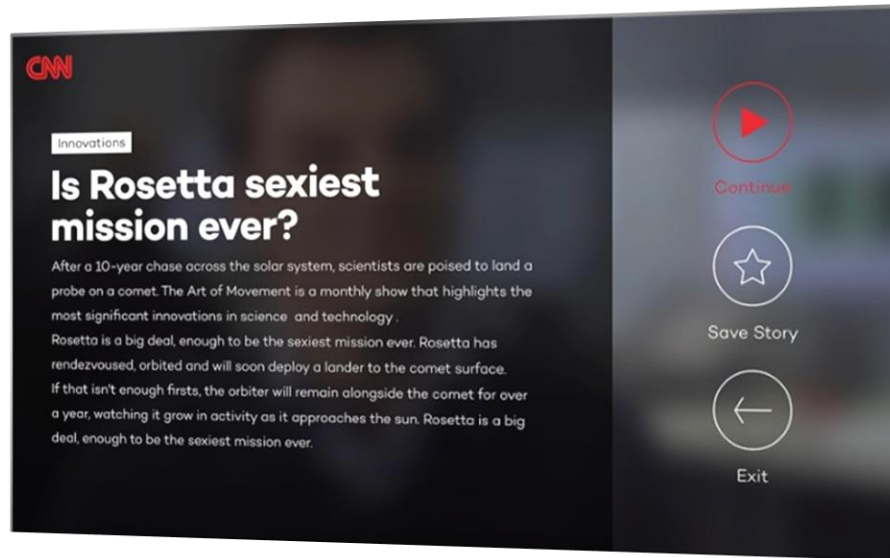 CNN
Innovations
Is Rosetta sexiest
mission ever?
After a 10-year chase across the solar system, scientists are poised to land a
probe on a comet. The Art of Movement is a monthly show that highlights the
most significant innovations in science and technology .
Rosetta is a big deal, enough to be the sexiest mission ever. Rosetta has
rendezvoused, orbited and will soon deploy a lander to the comet surface.
If that isn't enough firsts, the orbiter will remain alongside the comet for over
a year, watching it grow in activity as it approaches the sun. Rosetta is a big
deal, enough to be the sexiest mission ever.
Continue
Save Story
Exit